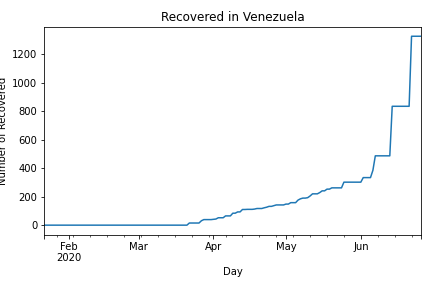 Recovered in Venezuela
Number of Recovered
1200
1000
800
600
400
200
0
Feb
2020
Mar
Apr
May
Jun
Day